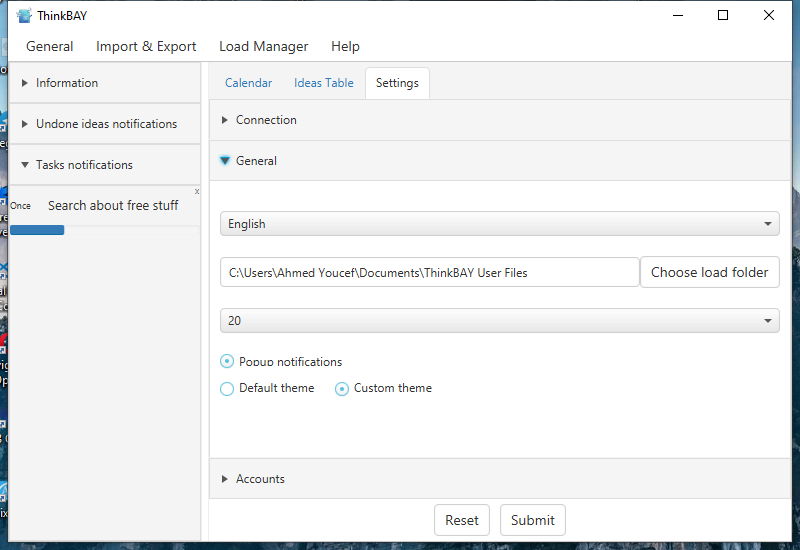 ThinkBAY
General Import & Export Load Manager Help
Information
Undone ideas notifications
Tasks notifications
x
Once Search about free stuff
Calendar Ideas Table Settings
Connection
General
English
C:\Users\Ahmed Youcef\Documents\ThinkBAY User Files Choose load folder
20
Popup notifications
Default theme Custom theme
Accounts
Reset Submit